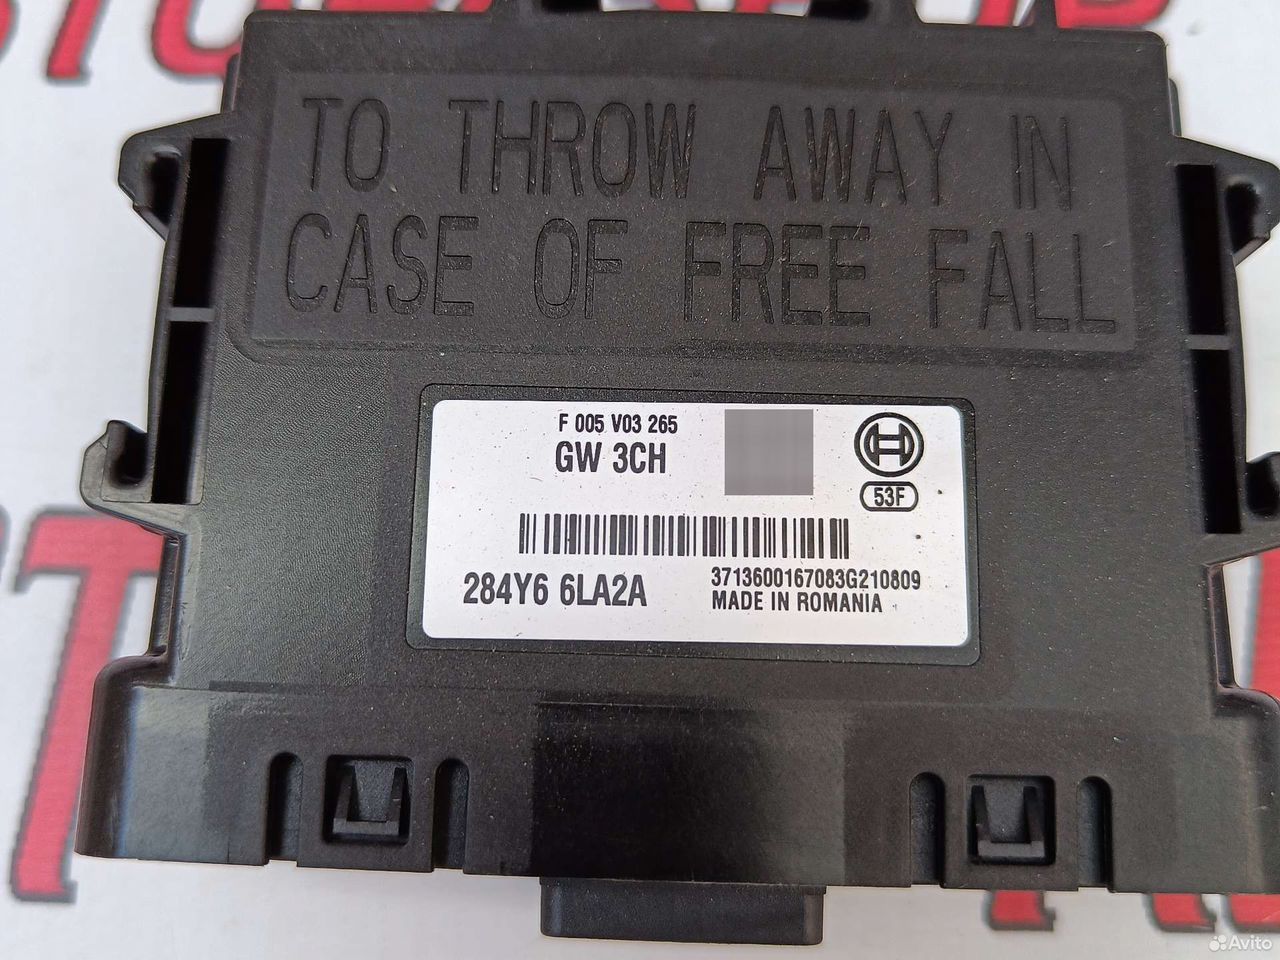 TO THROW AWAY IN
CASE OF FREE FALL
F 005 V03 265
GW 3CH
53F
284Y6 6LA2A
3713600167083G210809
MADE IN ROMANIA
Avito